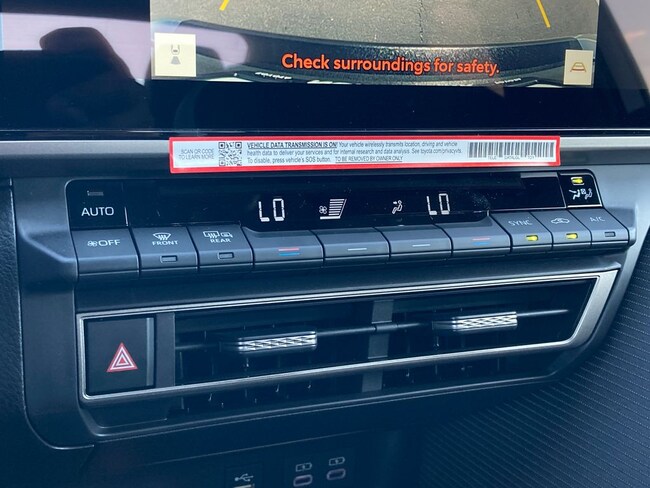 Check surroundings for safety.
SCAN OR CODE
TO LEARN MORE
VEHICLE DATA TRANSMISSION IS ON! Your vehicle wirelessly transmits location, driving and vehicle
health data to deliver your services and for internal research and data analysis. See toyota.com/privacyvts.
To disable, press vehicle's SOS button. TO BE REMOVED BY OWNER ONLY
AUTO
LO
LO
OFF
FRONT
REAR
SYNC
A/C